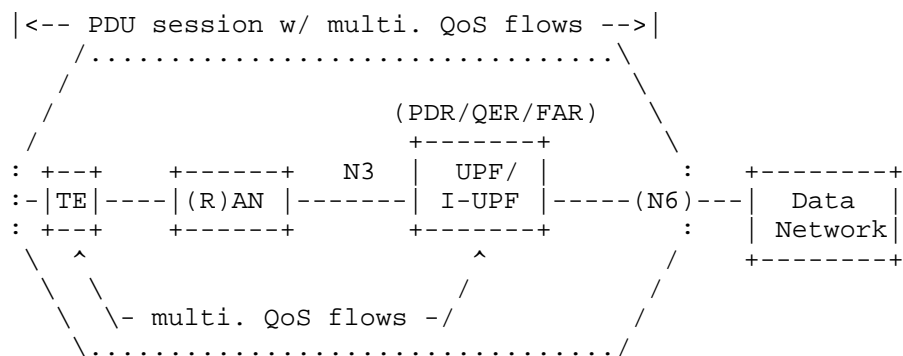 |<-- PDU session w/ multi. QoS flows -->|
(PDR/QER/FAR)
N3 UPF/
TE (R)AN I-UPF (N6) Data
Network
multi. QoS flows